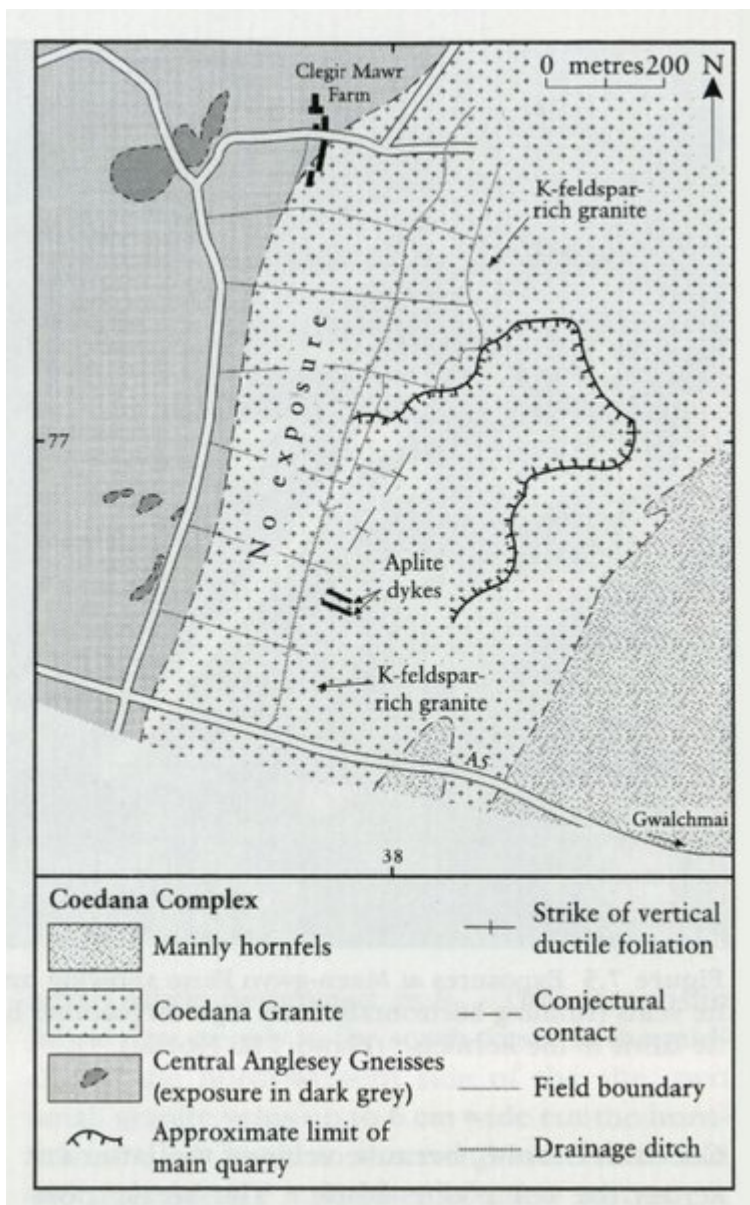 Clegir Mawr
Farm
0 metres200 N
K-feldspar-
rich granite
No exposure
77
Aplite
dykes
K-feldspar-
rich granite
A5
Gwalchmai
38
Coedana Complex
Mainly hornfels
Coedana Granite
Central Anglesey Gneisses
(exposure in dark grey)
Approximate limit of
main quarry
Strike of vertical
ductile foliation
Conjectural
contact
Field boundary
Drainage ditch